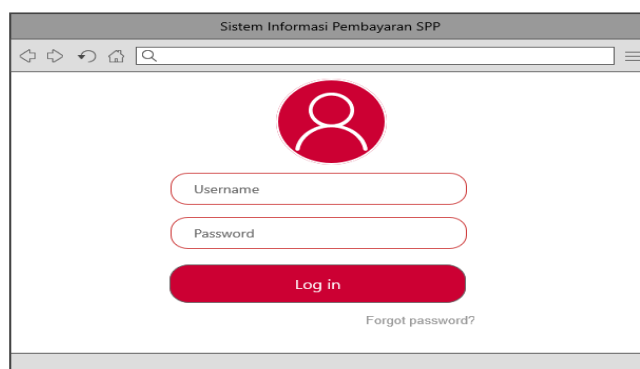 Sistem Informasi Pembayaran SPP
Username
Password
Log in
Forgot password?